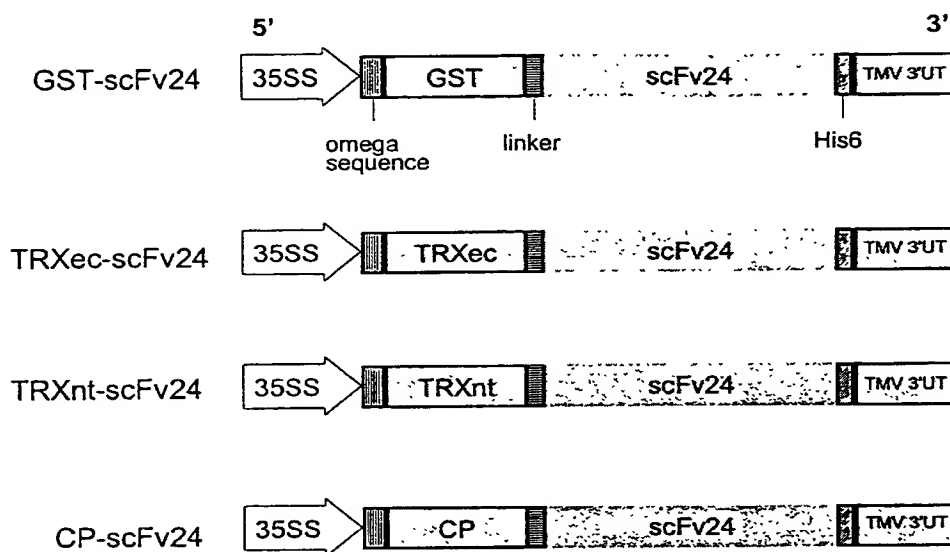 5' 3'
GST-scFv24 35SS GST scFv24 TMV 3'UT
omega sequence linker His6
TRXec-scFv24 35SS TRXec scFv24 TMV 3'UT
TRXnt-scFv24 35SS TRXnt scFv24 TMV 3'UT
CP-scFv24 35SS CP scFv24 TMV 3'UT